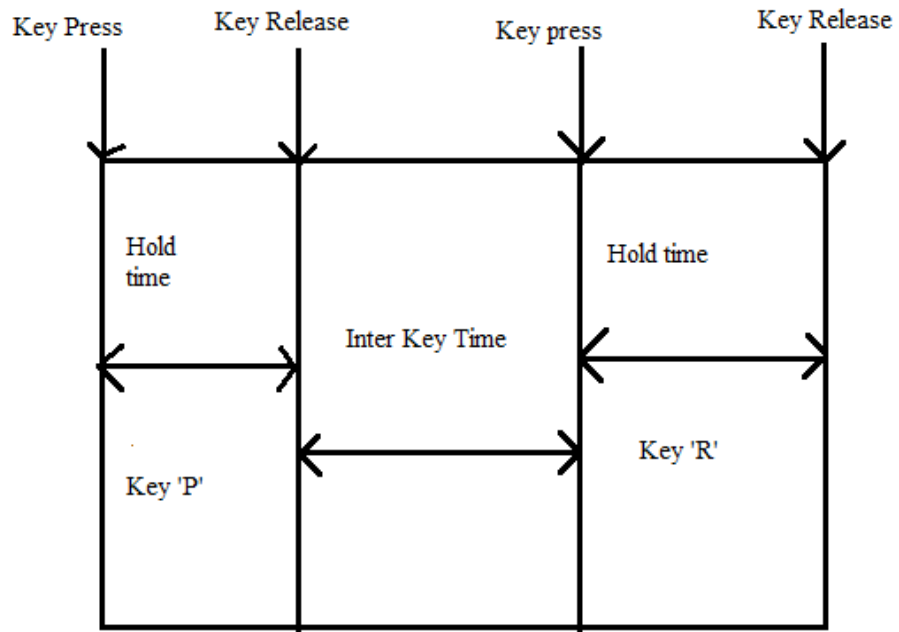 Key Press
Key Release
Key press
Key Release
Hold
time
Hold time
Inter Key Time
Key 'R'
Key 'P'